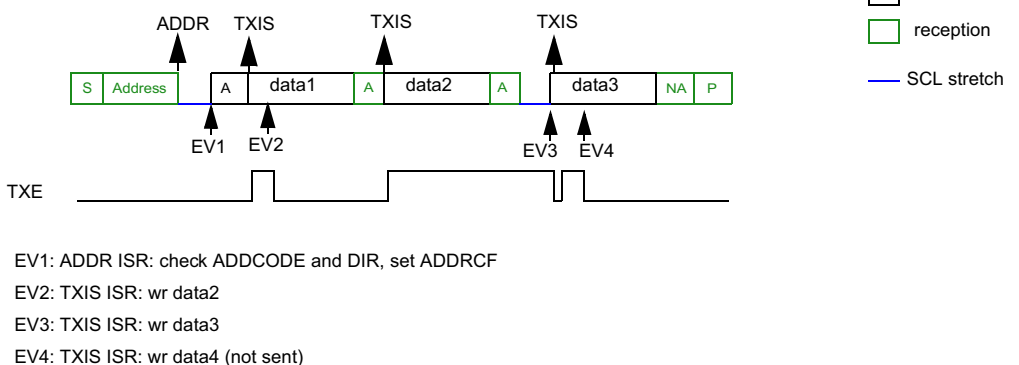 ADDR TXIS TXIS TXIS
reception
S Address A data1 A data2 A data3 NA P
SCL stretch
EV1 EV2 EV3 EV4
TXE
EV1: ADDR ISR: check ADDCODE and DIR, set ADDRCF
EV2: TXIS ISR: wr data2
EV3: TXIS ISR: wr data3
EV4: TXIS ISR: wr data4 (not sent)